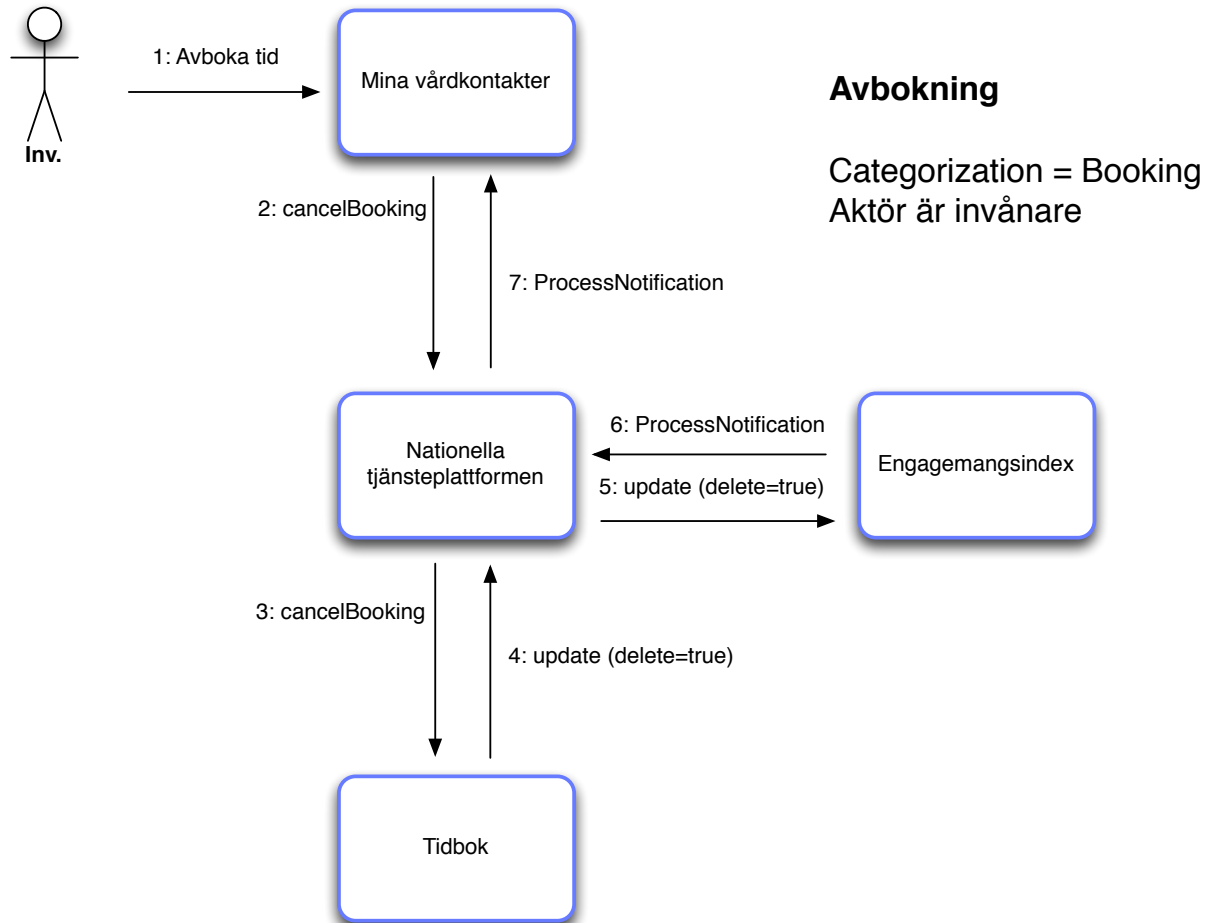 1: Avboka tid
Mina vårdkontakter
Avbokning
Inv.
Categorization = Booking
Aktör är invånare
2: cancelBooking
7: ProcessNotification
6: ProcessNotification
Nationella
tjänsteplattformen
Engagemangsindex
5: update (delete=true)
3: cancelBooking
4: update (delete=true)
Tidbok